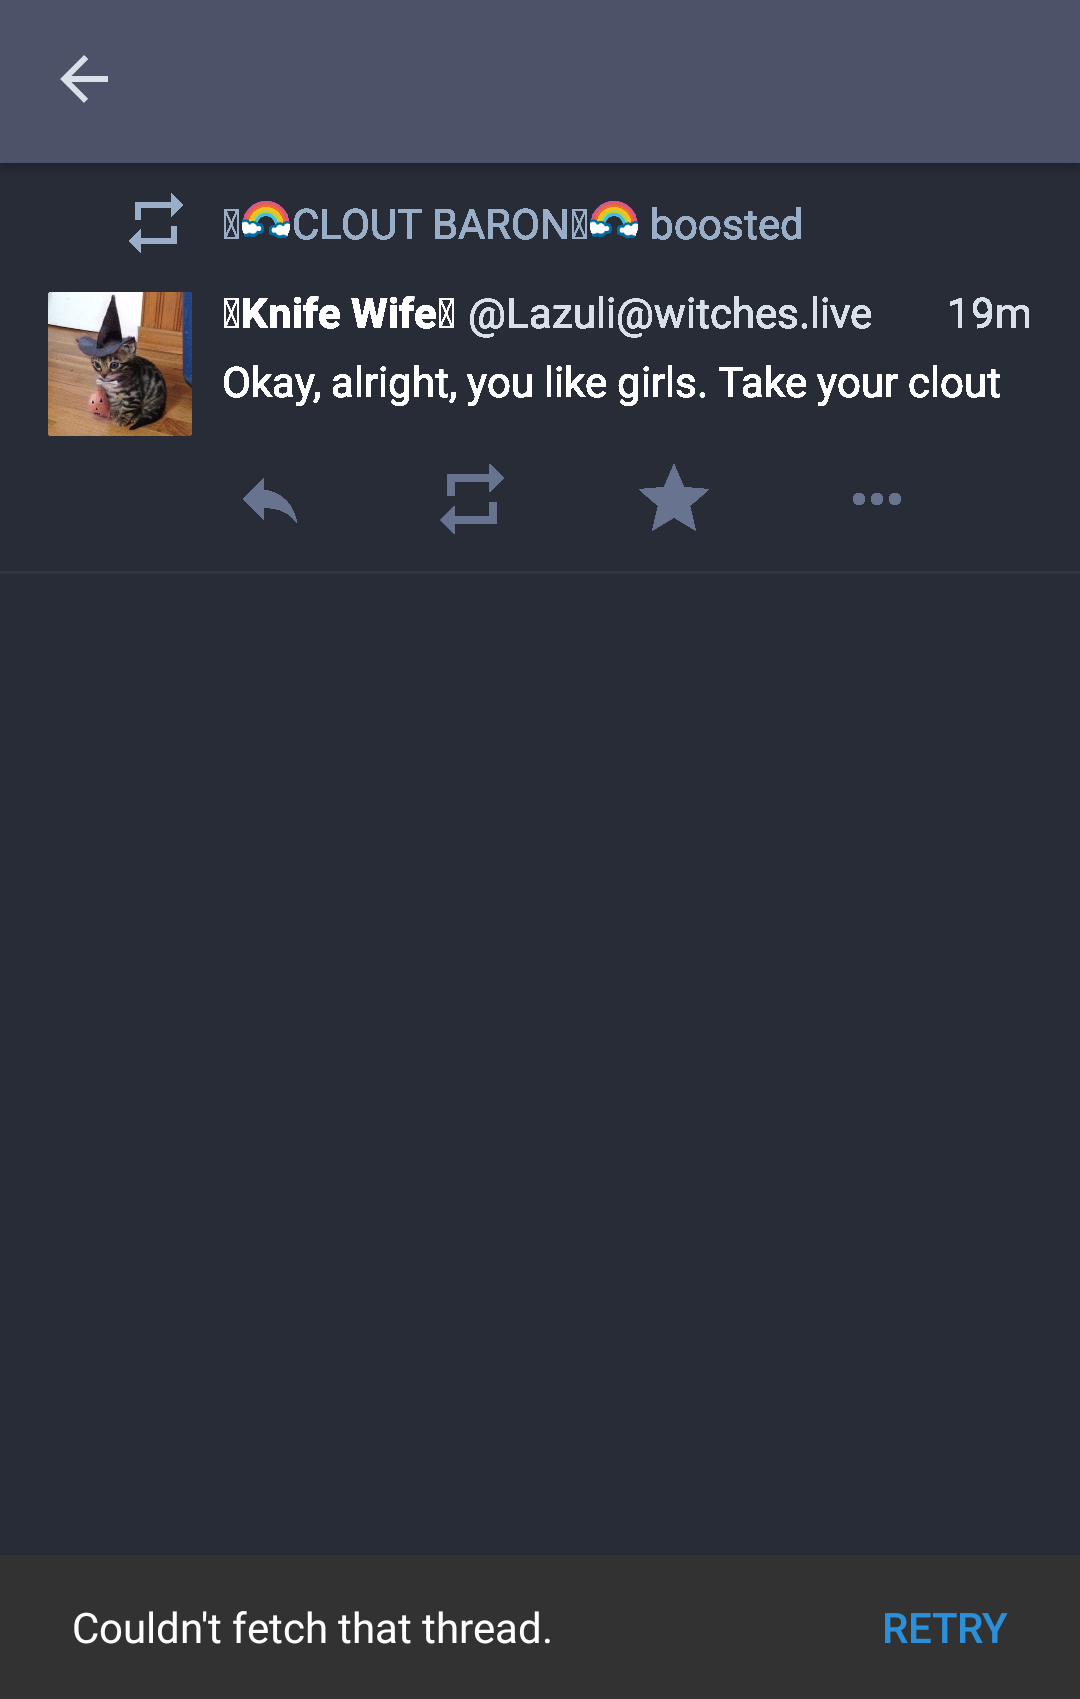 🌈CLOUT BARON🌈 boosted
Knife Wife @Lazuli@witches.live 19m
Okay, alright, you like girls. Take your clout
Couldn't fetch that thread. RETRY